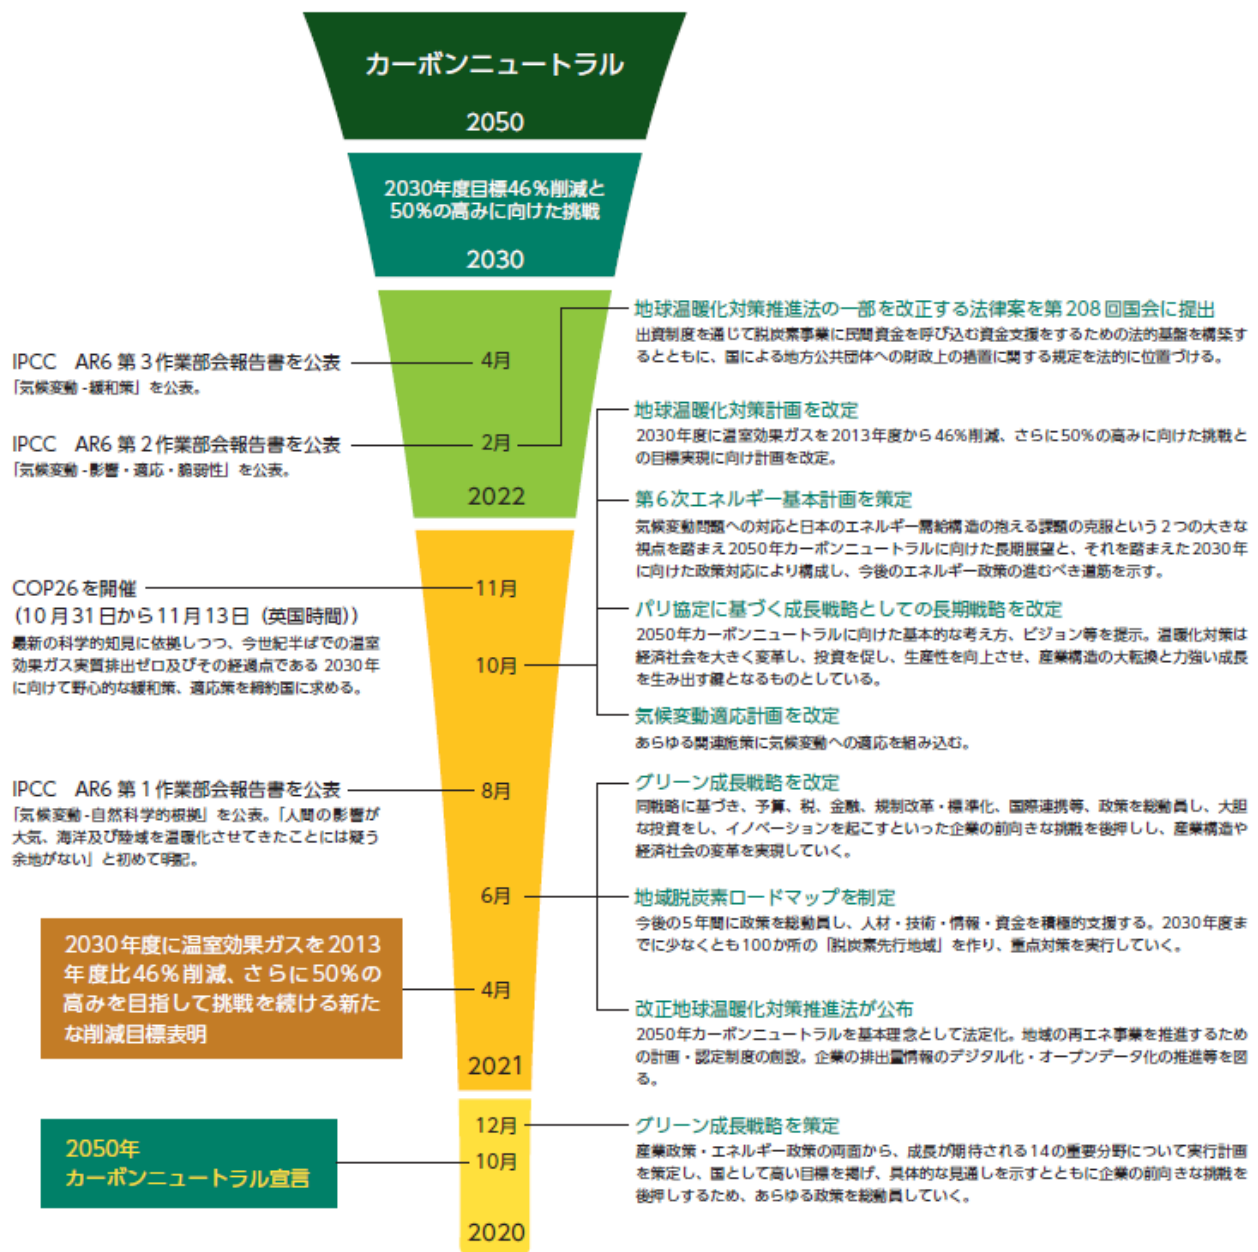 カーボンニュートラル
2050
2030年度目標46%削減と
50%の高みに向けた挑戦
2030
地球温暖化対策推進法の一部を改正する法律案を第208回国会に提出
出資制度を通じて脱炭素事業に民間資金を呼び込む資金支援をするための法的基盤を構築す
るとともに、国による地方公共団体への財政上の措置に関する規定を法的に位置づける。
IPCC AR6 第3作業部会報告書を公表
「気候変動-緩和策」を公表。
4月
地球温暖化対策計画を改定
2030年度に温室効果ガスを2013年度から46%削減、さらに50%の高みに向けた挑戦と
の目標実現に向け計画を改定。
IPCC AR6 第2作業部会報告書を公表
「気候変動-影響・適応・脆弱性」を公表。
2月
2022
第6次エネルギー基本計画を策定
気候変動問題への対応と日本のエネルギー需給構造の抱える課題の克服という2つの大きな
視点を踏まえ2050年カーボンニュートラルに向けた長期展望と、それを踏まえた2030年
に向けた政策対応により構成し、今後のエネルギー政策の進むべき道筋を示す。
COP26を開催
(10月31日から11月13日（英国時間))
最新の科学的知見に依拠しつつ、今世紀半ばでの温室
効果ガス実質排出ゼロ及びその経過点である 2030年
に向けて野心的な緩和策、適応策を締約国に求める。
11月
パリ協定に基づく成長戦略としての長期戦略を改定
2050年カーボンニュートラルに向けた基本的な考え方、ビジョン等を提示。温暖化対策は
経済社会を大きく変革し、投資を促し、生産性を向上させ、産業構造の大転換と力強い成長
を生み出す鍵となるものとしている。
10月
気候変動適応計画を改定
あらゆる関連施策に気候変動への適応を組み込む。
IPCC AR6 第1作業部会報告書を公表
「気候変動-自然科学的根拠」を公表。「人間の影響が
大気、海洋及び陸域を温暖化させてきたことには疑う
余地がない」と初めて明記。
8月
グリーン成長戦略を改定
同戦略に基づき、予算、税、金融、規制改革・標準化、国際連携等、政策を総動員し、大胆
な投資をし、イノベーションを起こすといった企業の前向きな挑戦を後押しし、産業構造や
経済社会の変革を実現していく。
6月
地域脱炭素ロードマップを制定
今後の5年間に政策を総動員し、人材・技術・情報・資金を積極的支援する。2030年度ま
でに少なくとも100か所の「脱炭素先行地域」を作り、重点対策を実行していく。
2030年度に温室効果ガスを2013
年度比46%削減、さらに50%の
高みを目指して挑戦を続ける新た
な削減目標表明
4月
改正地球温暖化対策推進法が公布
2050年カーボンニュートラルを基本理念として法定化。地域の再エネ事業を推進するため
の計画・認定制度の創設。企業の排出量情報のデジタル化・オープンデータ化の推進等を図
る。
2021
12月
グリーン成長戦略を策定
産業政策・エネルギー政策の両面から、成長が期待される14の重要分野について実行計画
を策定し、国として高い目標を掲げ、具体的な見通しを示すとともに企業の前向きな挑戦を
後押しするため、あらゆる政策を総動員していく。
2050年
カーボンニュートラル宣言
10月
2020